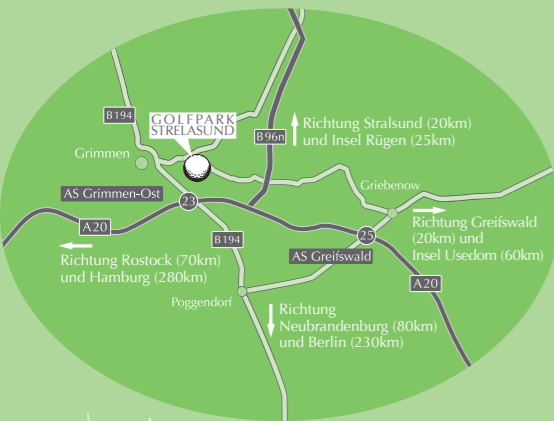 B194
GOLFPARK
STRELASUND
B96n
Richtung Stralsund (20km)
und Insel Rügen (25km)
Grimmen
Griebenow
AS Grimmen-Ost
23
A20
Richtung Greifswald
(20km) und
Insel Usedom (60km)
B194
25
AS Greifswald
Richtung Rostock (70km)
und Hamburg (280km)
A20
Poggendorf
Richtung
Neubrandenburg (80km)
und Berlin (230km)